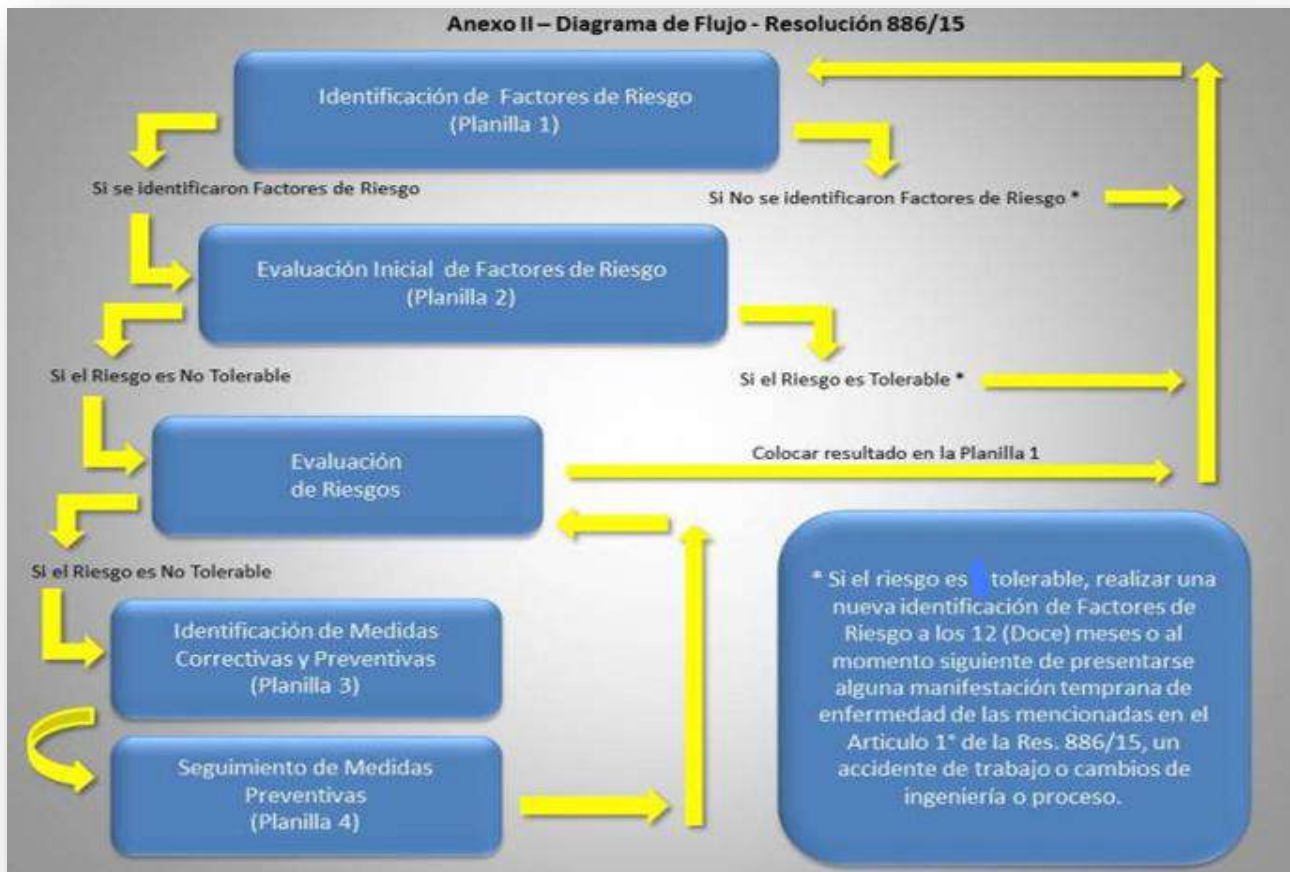 Anexo II – Diagrama de Flujo - Resolución 886/15
Identificación de Factores de Riesgo
(Planilla 1)
Si se identificaron Factores de Riesgo
Si No se identificaron Factores de Riesgo *
Evaluación Inicial de Factores de Riesgo
(Planilla 2)
Si el Riesgo es No Tolerable
Si el Riesgo es Tolerable *
Evaluación
de Riesgos
Colocar resultado en la Planilla 1
Si el Riesgo es No Tolerable
Identificación de Medidas
Correctivas y Preventivas
(Planilla 3)
Seguimiento de Medidas
Preventivas
(Planilla 4)
* Si el riesgo es tolerable, realizar una
nueva identificación de Factores de
Riesgo a los 12 (Doce) meses o al
momento siguiente de presentarse
alguna manifestación temprana de
enfermedad de las mencionadas en el
Articulo 1° de la Res. 886/15, un
accidente de trabajo o cambios de
ingeniería o proceso.